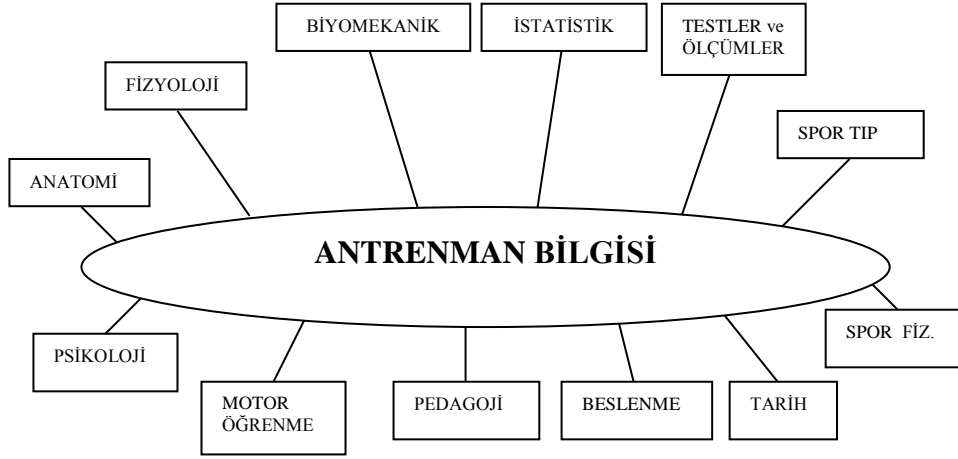 BİYOMEKANİK
İSTATİSTİK
TESTLER ve
ÖLÇÜMLER
FİZYOLOJİ
SPOR TIP
ANATOMİ
ANTRENMAN BİLGİSİ
SPOR FİZ.
PSİKOLOJİ
MOTOR
ÖĞRENME
PEDAGOJİ
BESLENME
TARİH